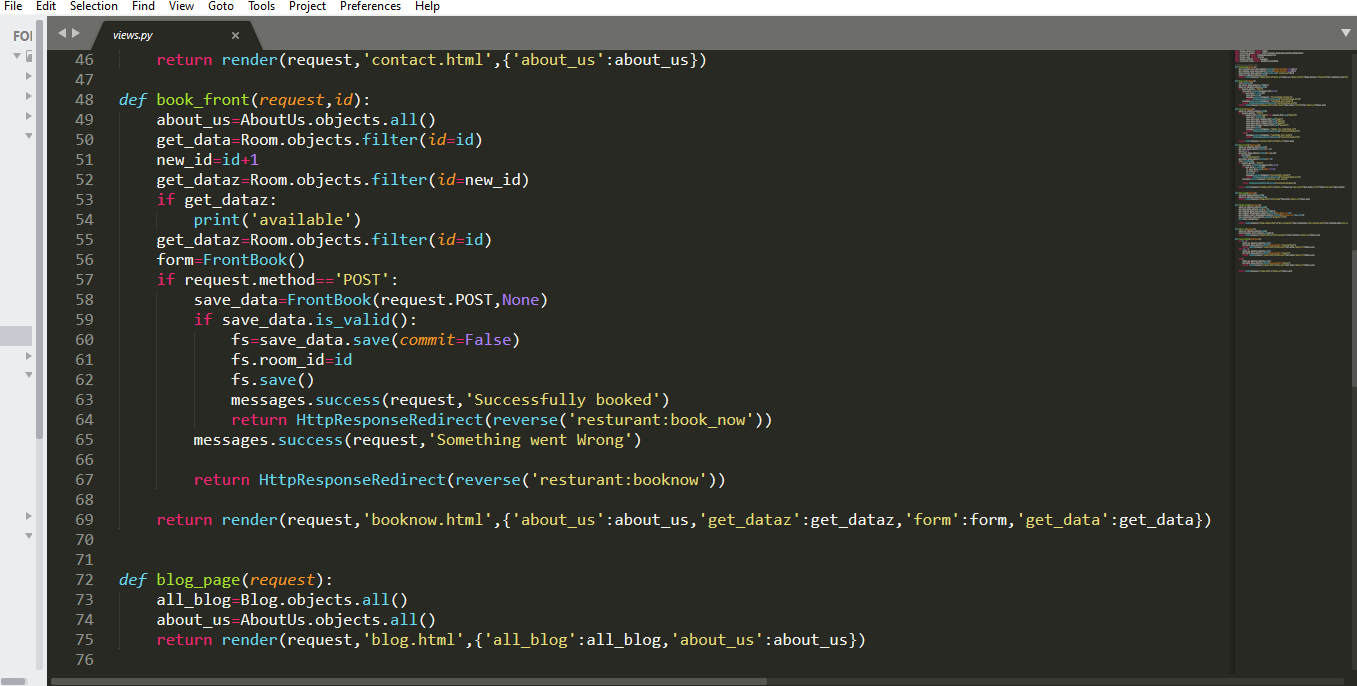 File Edit Selection Find View Goto Tools Project Preferences Help
FOI
views.py
46 return render(request,'contact.html',{'about_us':about_us})
47
48 def book_front(request,id):
49 about_us=AboutUs.objects.all()
50 get_data=Room.objects.filter(id=id)
51 new_id=id+1
52 get_dataz=Room.objects.filter(id=new_id)
53 if get_dataz:
54 print('available')
55 get_dataz=Room.objects.filter(id=id)
56 form=FrontBook()
57 if request.method=='POST':
58 save_data=FrontBook(request.POST,None)
59 if save_data.is_valid():
60 fs=save_data.save(commit=False)
61 fs.room_id=id
62 fs.save()
63 messages.success(request,'Successfully booked')
64 return HttpResponseRedirect(reverse('resturant:book_now'))
65 messages.success(request,'Something went Wrong')
66
67 return HttpResponseRedirect(reverse('resturant:booknow'))
68
69 return render(request,'booknow.html',{'about_us':about_us,'get_dataz':get_dataz,'form':form,'get_data':get_data})
70
71
72 def blog_page(request):
73 all_blog=Blog.objects.all()
74 about_us=AboutUs.objects.all()
75 return render(request,'blog.html',{'all_blog':all_blog,'about_us':about_us})
76